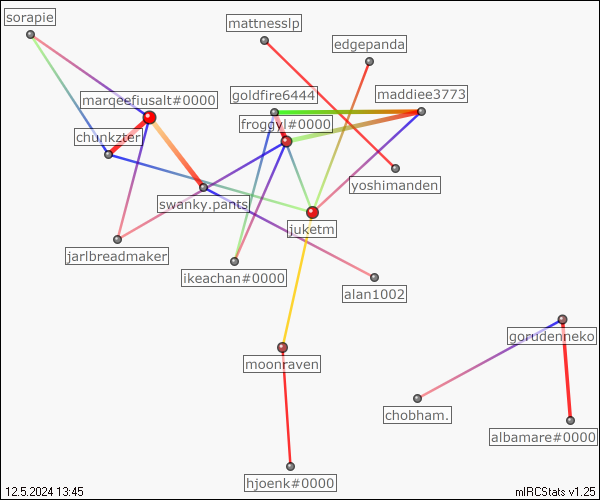 sorapie
mattnesslp
edgepanda
marqeefiusalt#0000
goldfire6444
maddiee3773
froggyl#0000
chunkzter
yoshimanden
swanky.pants
juketm
jarlbreadmaker
ikeachan#0000
alan1002
gorudenneko
moonraven
chobham.
albamare#0000
hjoenk#0000
12.5.2024 13:45
mIRCStats v1.25